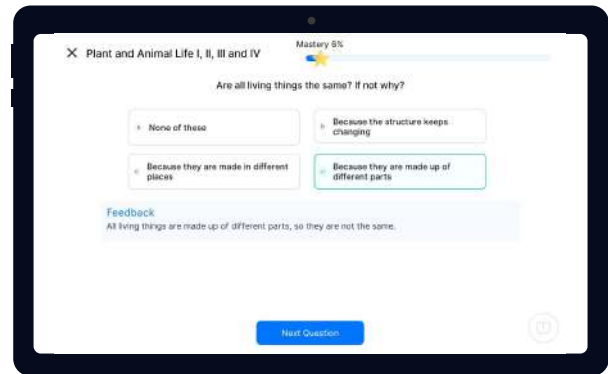 Plant and Animal Life I, II, III and IV
Mastery 6%
Are all living things the same? If not why?
None of these
Because the structure keeps
changing
Because they are made in different
places
Because they are made up of
different parts
Feedback
All living things are made up of different parts, so they are not the same.
Next Question